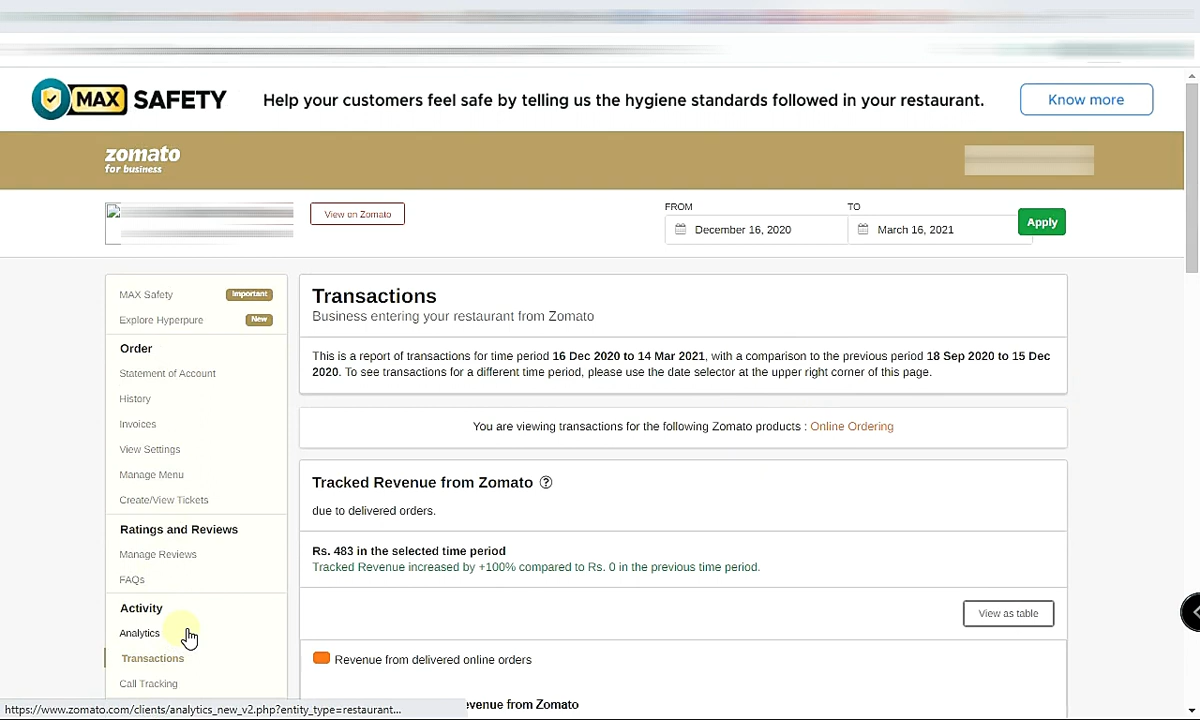 MAX SAFETY
Help your customers feel safe by telling us the hygiene standards followed in your restaurant.
Know more
zomato
for business
View on Zomato
FROM
December 16, 2020
TO
March 16, 2021
Apply
MAX Safety
Important
Explore Hyperpure
New
Order
Statement of Account
History
Invoices
View Settings
Manage Menu
Create/View Tickets
Ratings and Reviews
Manage Reviews
FAQs
Activity
Analytics
Transactions
Call Tracking
Transactions
Business entering your restaurant from Zomato
This is a report of transactions for time period 16 Dec 2020 to 14 Mar 2021, with a comparison to the previous period 18 Sep 2020 to 15 Dec
2020. To see transactions for a different time period, please use the date selector at the upper right corner of this page.
You are viewing transactions for the following Zomato products : Online Ordering
Tracked Revenue from Zomato ?
due to delivered orders.
Rs. 483 in the selected time period
Tracked Revenue increased by +100% compared to Rs. 0 in the previous time period.
View as table
Revenue from delivered online orders
evenue from Zomato
https://www.zomato.com/clients/analytics_new_v2.php?entity_type=restaurant...